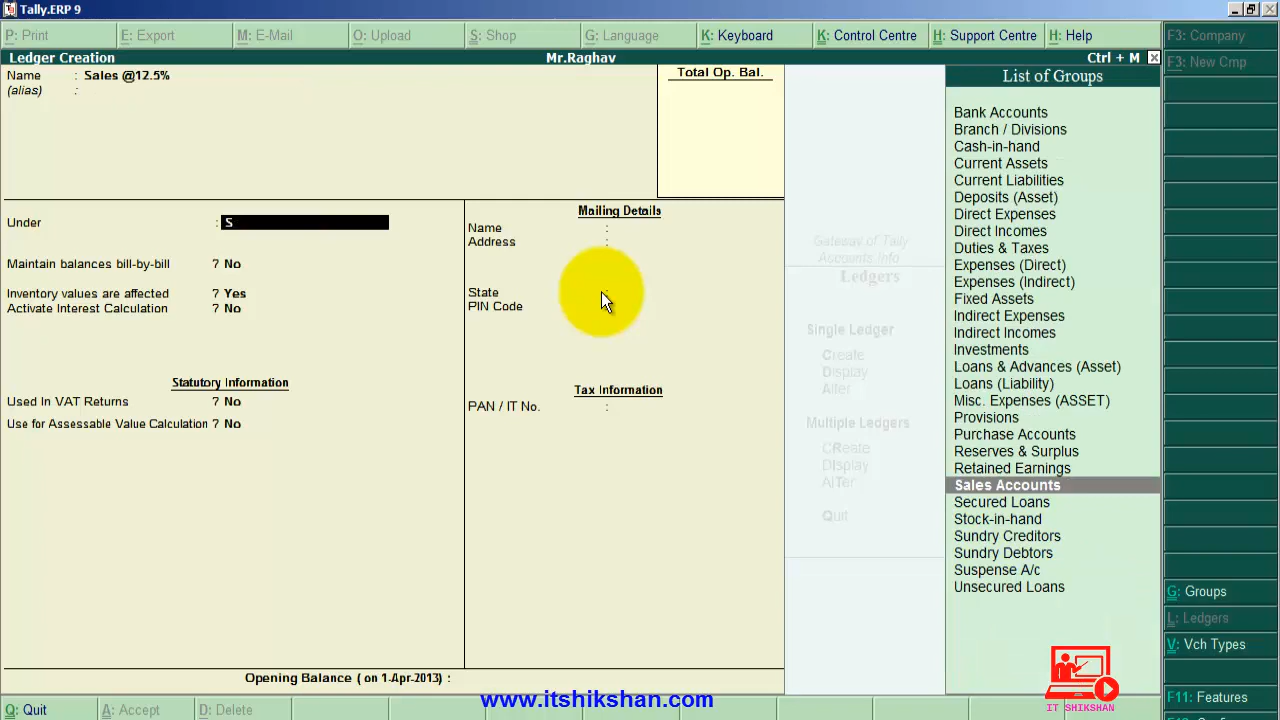 Tally.ERP 9
P: Print
E: Export
M: E-Mail
O: Upload
S: Shop
G: Language
K: Keyboard
K: Control Centre
H: Support Centre
H: Help
F3: Company
F3: New Cmp
Ledger Creation
Mr.Raghav
Ctrl + M
Name : Sales @12.5%
(alias) :
Total Op. Bal.
Under : S
Maintain balances bill-by-bill ? No
Inventory values are affected ? Yes
Activate Interest Calculation ? No
Statutory Information
Used In VAT Returns ? No
Use for Assessable Value Calculation ? No
Mailing Details
Name :
Address :
State :
PIN Code :
Tax Information
PAN / IT No. :
Opening Balance ( on 1-Apr-2013) :
Gateway of Tally
Accounts Info
Ledgers
Single Ledger
Create
Display
Alter
Multiple Ledgers
CReate
DIsplay
AlTer
Quit
List of Groups
Bank Accounts
Branch / Divisions
Cash-in-hand
Current Assets
Current Liabilities
Deposits (Asset)
Direct Expenses
Direct Incomes
Duties & Taxes
Expenses (Direct)
Expenses (Indirect)
Fixed Assets
Indirect Expenses
Indirect Incomes
Investments
Loans & Advances (Asset)
Loans (Liability)
Misc. Expenses (ASSET)
Provisions
Purchase Accounts
Reserves & Surplus
Retained Earnings
Sales Accounts
Secured Loans
Stock-in-hand
Sundry Creditors
Sundry Debtors
Suspense A/c
Unsecured Loans
G: Groups
L: Ledgers
V: Vch Types
F11: Features
Q: Quit
A: Accept
D: Delete
www.itshikshan.com
IT SHIKSHAN